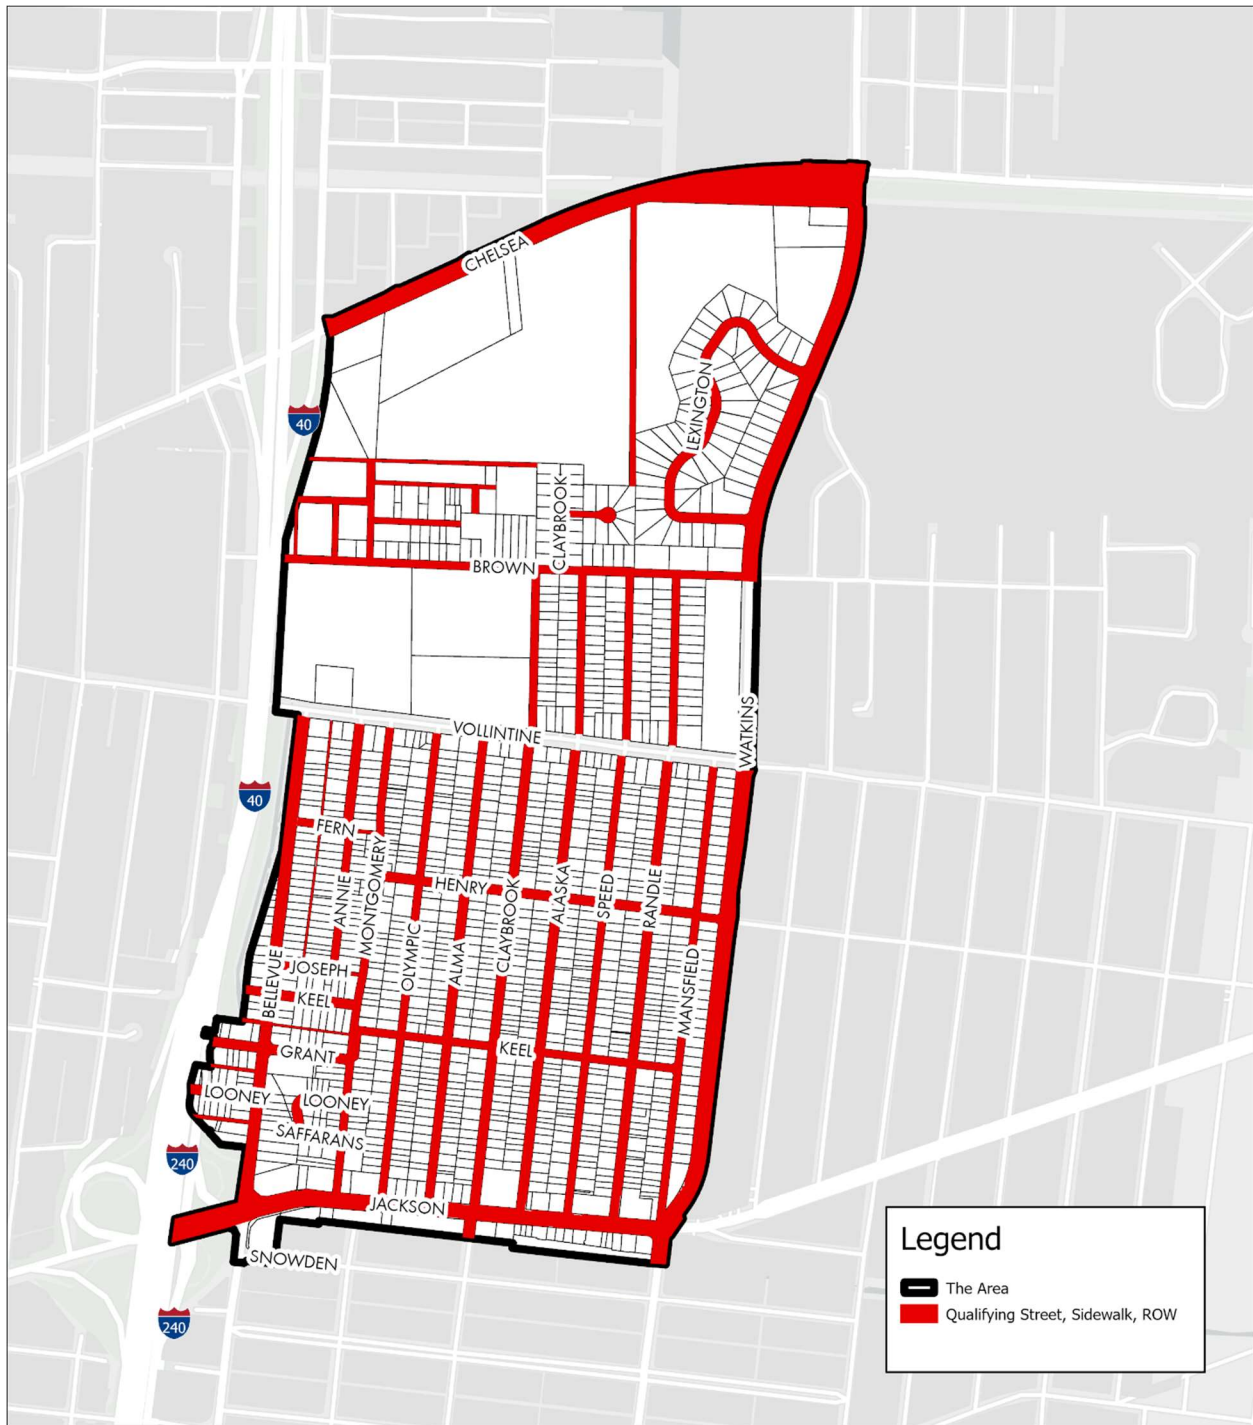 CHELSEA
LEXINGTON
40
CLAYBROOK
BROWN
WATKINS
VOLLINTINE
40
FERN
MONTGOMERY
ANNIE
HENRY
ALASKA
SPEED
RANDLE
CLAYBROOK
OLYMPIC
ALMA
MANSFIELD
BELLEVUE
JOSEPH
KEEL
KEEL
GRANT
LOONEY
LOONEY
SAFFARANS
240
JACKSON
SNOWDEN
240
Legend
The Area
Qualifying Street, Sidewalk, ROW